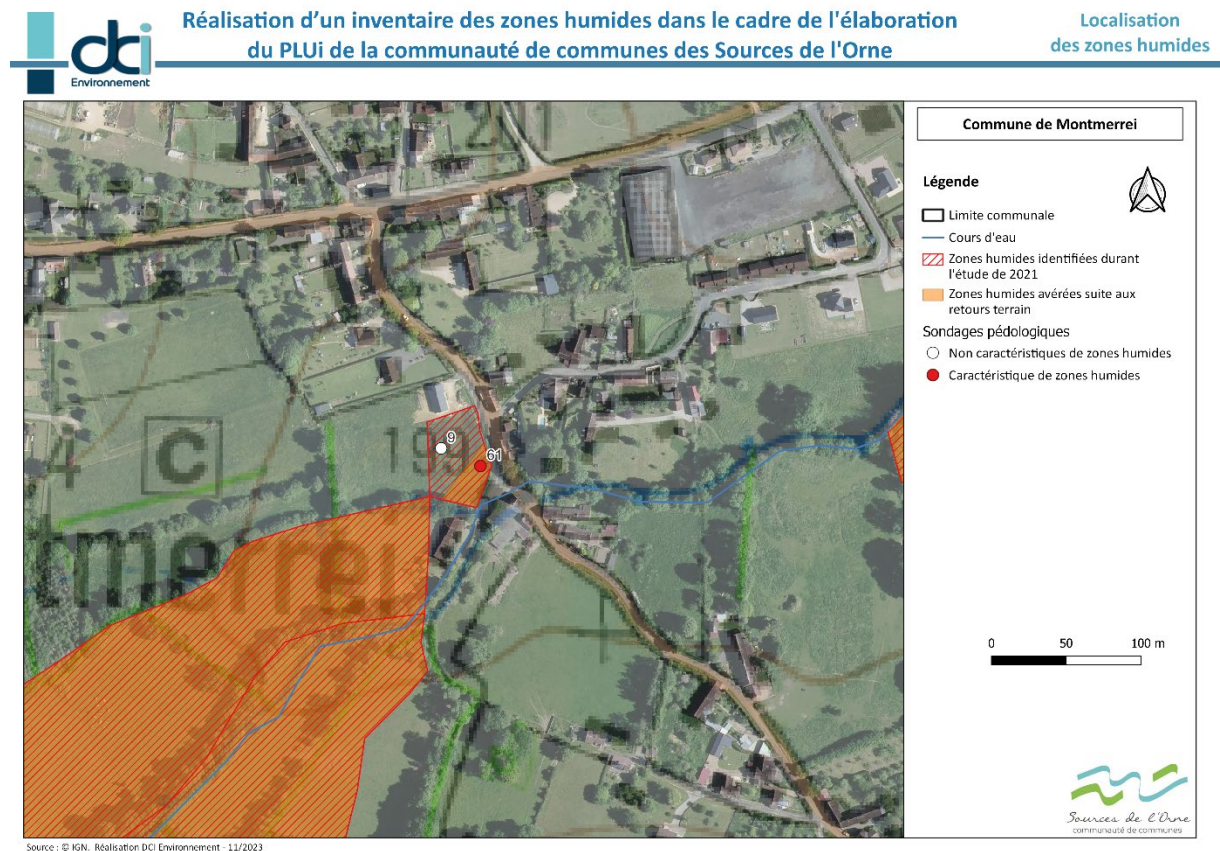 Réalisation d'un inventaire des zones humides dans le cadre de l'élaboration
du PLUi de la communauté de communes des Sources de l'Orne
Localisation
des zones humides
dci
Environnement
Commune de Montmerrei
Légende
Limite communale
Cours d'eau
Zones humides identifiées durant
l'étude de 2021
Zones humides avérées suite aux
retours terrain
Sondages pédologiques
Non caractéristiques de zones humides
Caractéristique de zones humides
9
61
4
C
199
tmerrei
0 50 100 m
Sources de l'Orne
communauté de communes
Source : © IGN. Réalisation DCI Environnement - 11/2023